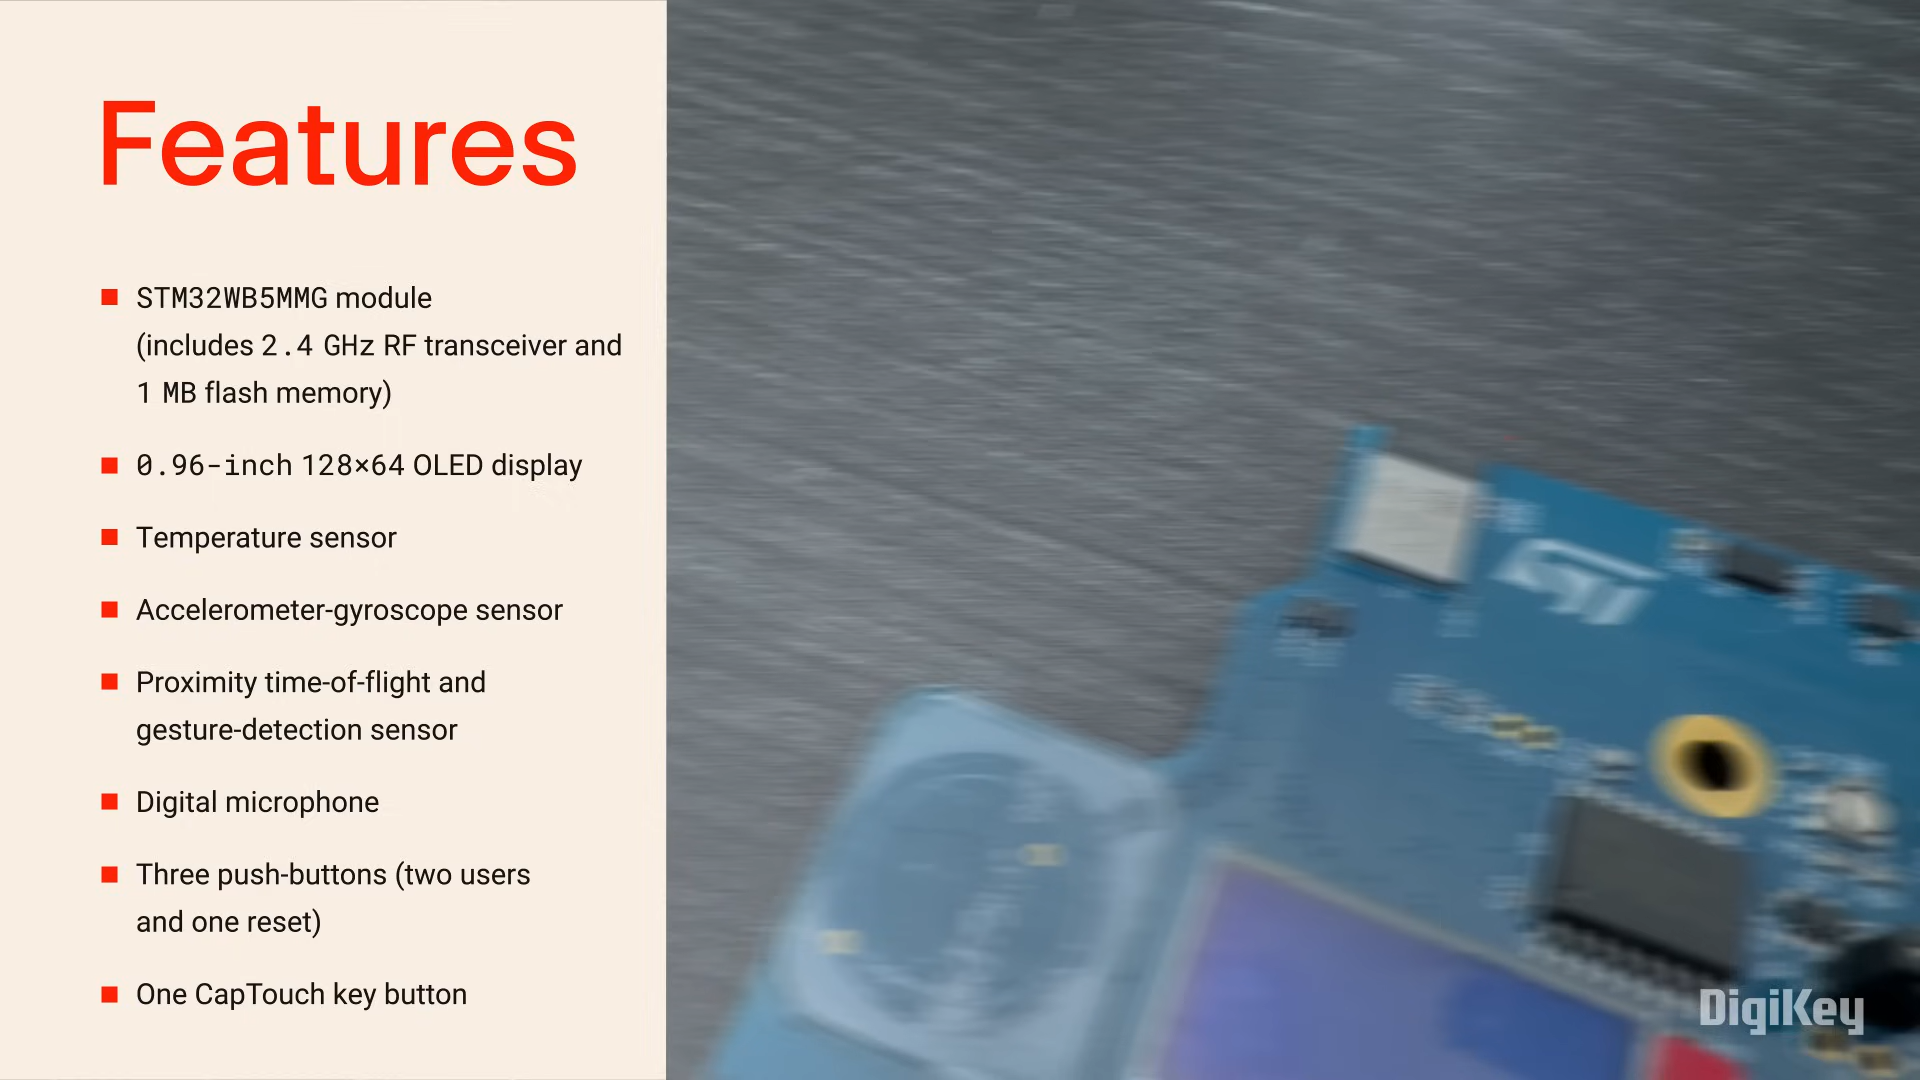 Features
STM32WB5MMG module
(includes 2.4 GHz RF transceiver and
1 MB flash memory)
0.96-inch 128×64 OLED display
Temperature sensor
Accelerometer-gyroscope sensor
Proximity time-of-flight and
gesture-detection sensor
Digital microphone
Three push-buttons (two users
and one reset)
One CapTouch key button
ST
DigiKey